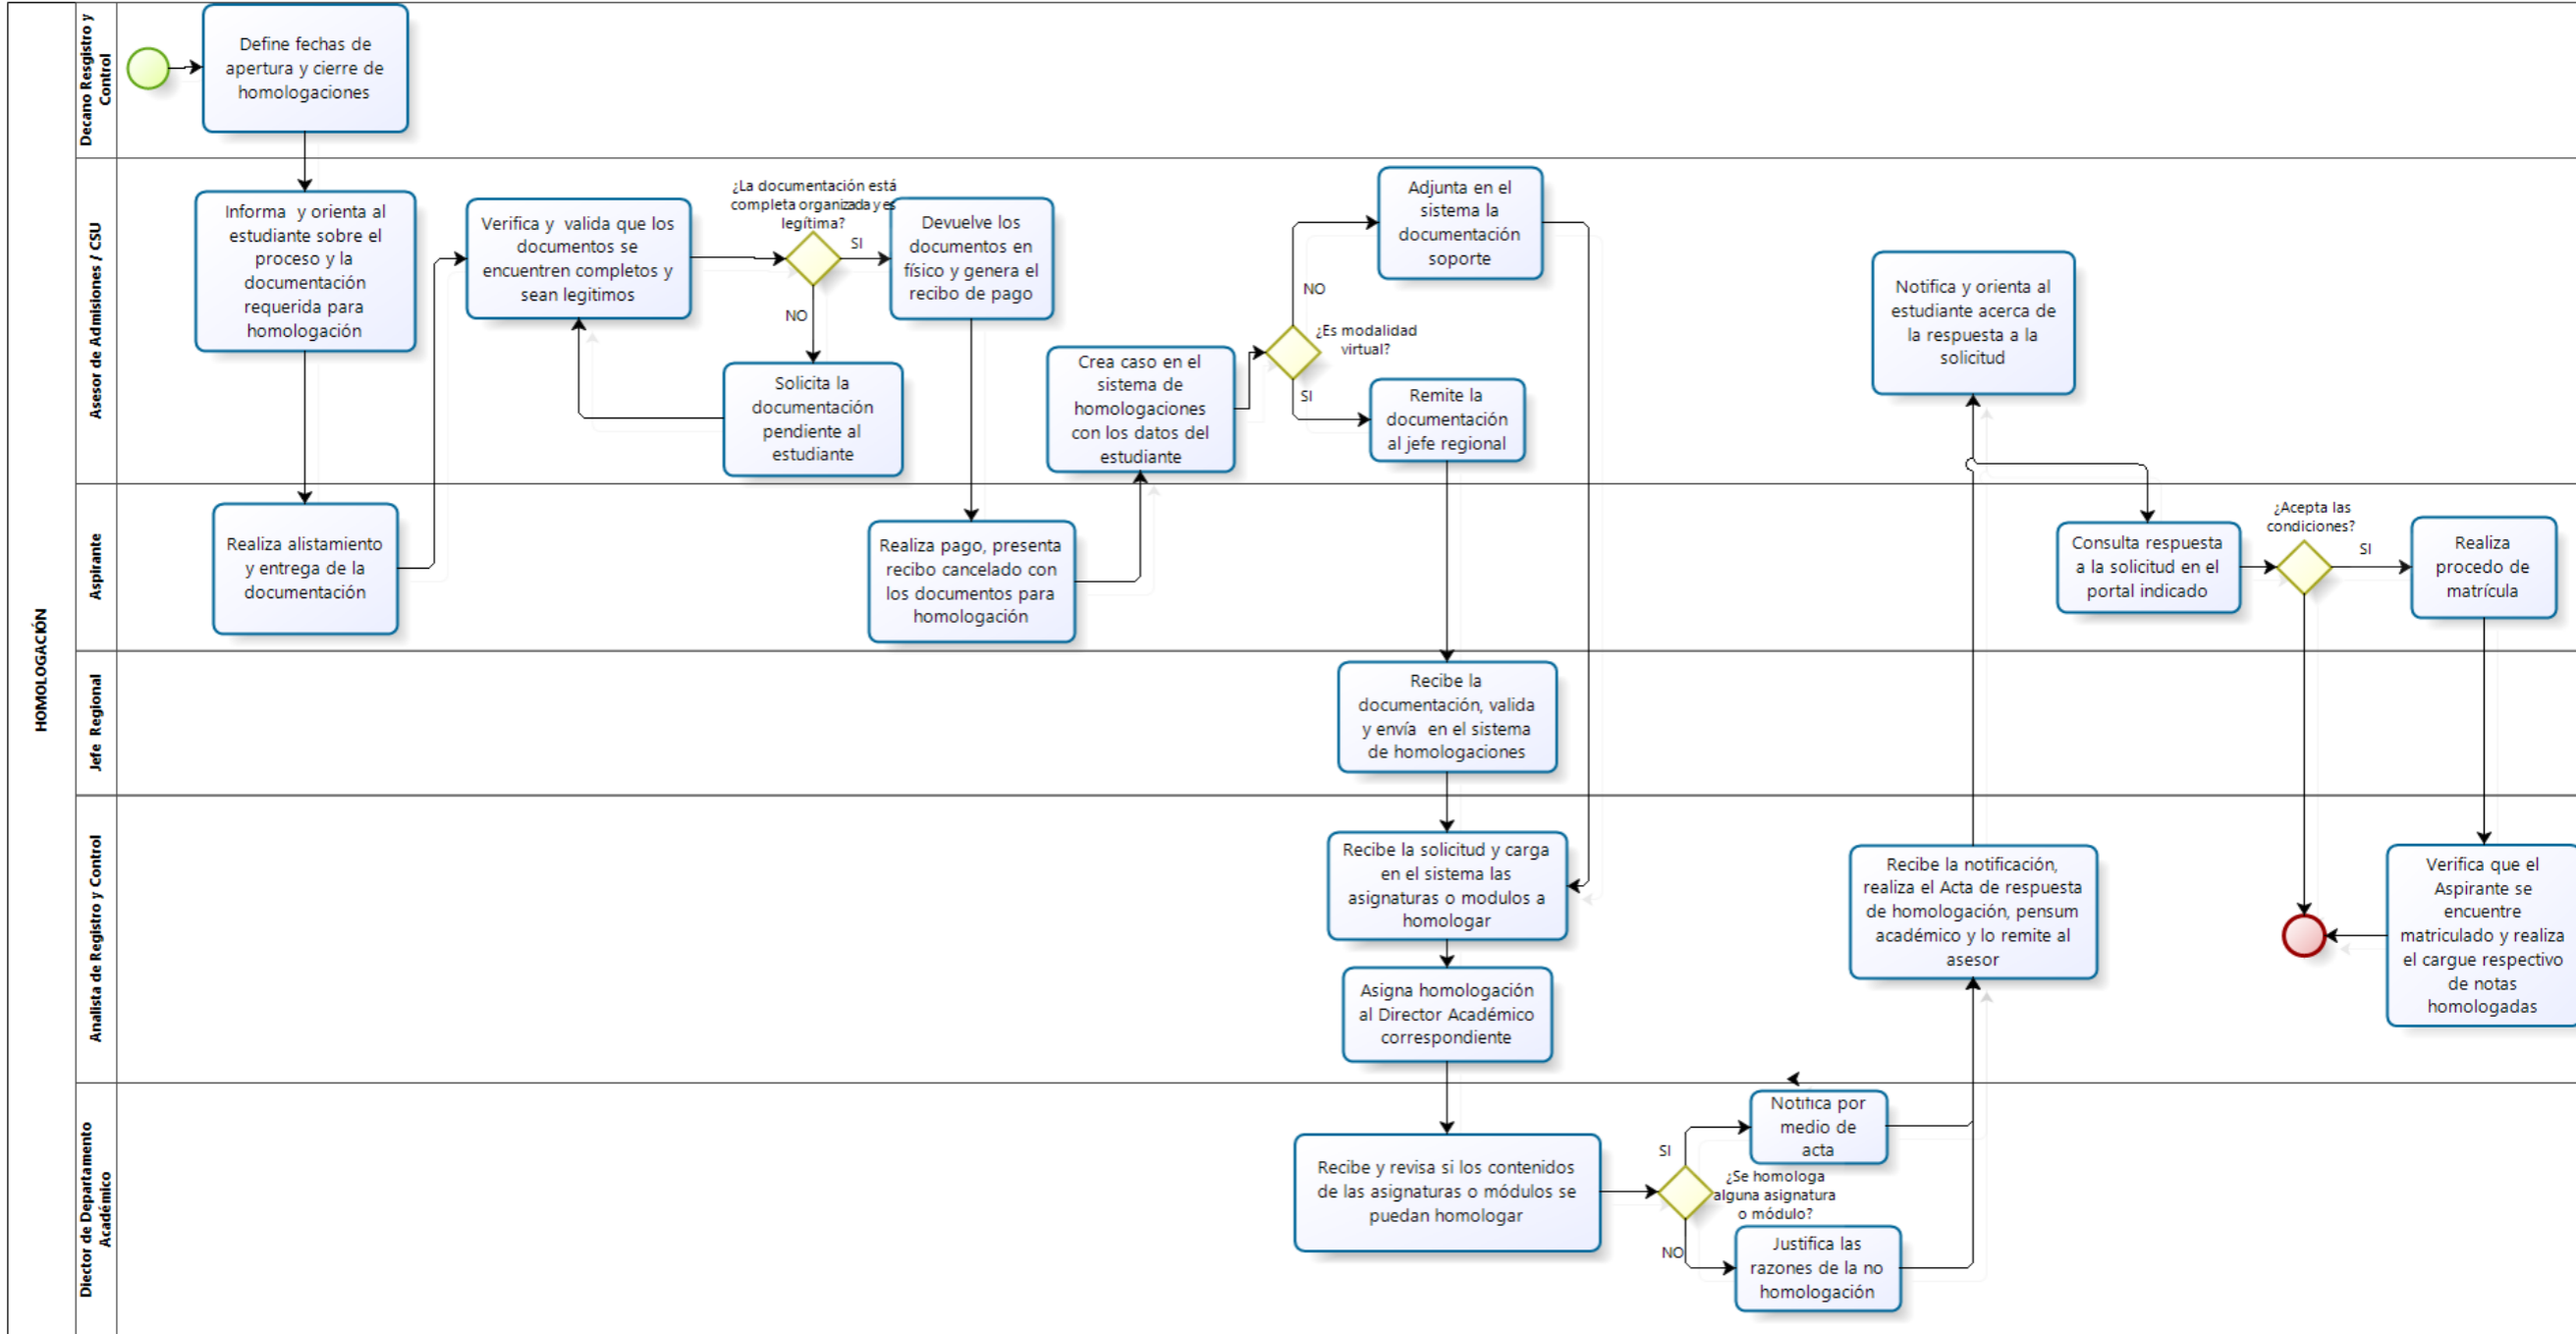 HOMOLOGACIÓN
Decano Resgistro y
Control
Define fechas de
apertura y cierre de
homologaciones
Asesor de Admisiones / CSU
Informa y orienta al
estudiante sobre el
proceso y la
documentación
requerida para
homologación
Verifica y valida que los
documentos se
encuentren completos y
sean legitimos
¿La documentación está
completa organizada y es
legítima?
SI
NO
Devuelve los
documentos en
físico y genera el
recibo de pago
Solicita la
documentación
pendiente al
estudiante
Crea caso en el
sistema de
homologaciones
con los datos del
estudiante
¿Es modalidad
virtual?
NO
SI
Adjunta en el
sistema la
documentación
soporte
Remite la
documentación
al jefe regional
Notifica y orienta al
estudiante acerca de
la respuesta a la
solicitud
Aspirante
Realiza alistamiento
y entrega de la
documentación
Realiza pago, presenta
recibo cancelado con
los documentos para
homologación
Consulta respuesta
a la solicitud en el
portal indicado
¿Acepta las
condiciones?
SI
Realiza
procedo de
matrícula
Jefe Regional
Recibe la
documentación, valida
y envía en el sistema
de homologaciones
Analista de Registro y Control
Recibe la solicitud y carga
en el sistema las
asignaturas o modulos a
homologar
Asigna homologación
al Director Académico
correspondiente
Recibe la notificación,
realiza el Acta de respuesta
de homologación, pensum
académico y lo remite al
asesor
Verifica que el
Aspirante se
encuentre
matriculado y realiza
el cargue respectivo
de notas
homologadas
Diector de Departamento
Académico
Recibe y revisa si los contenidos
de las asignaturas o módulos se
puedan homologar
SI
¿Se homologa
alguna asignatura
o módulo?
NO
Notifica por
medio de
acta
Justifica las
razones de la no
homologación